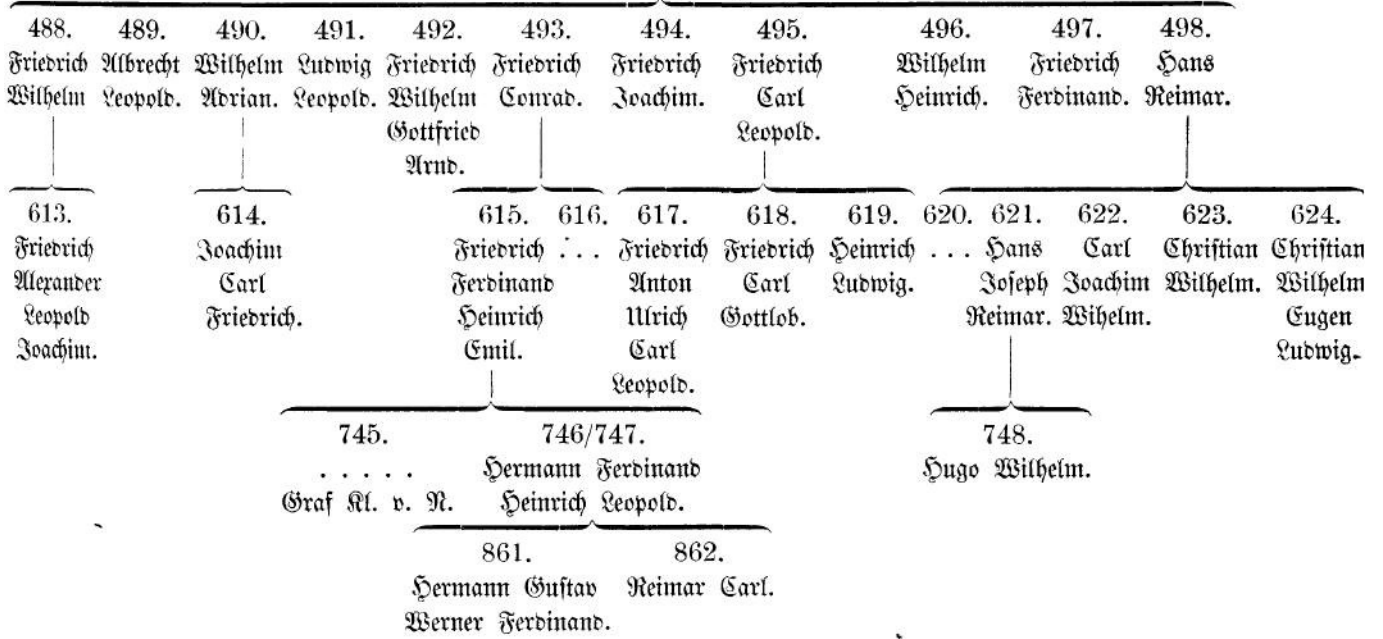 488. 489. 490. 491. 492. 493. 494. 495. 496. 497. 498.
Friedrich Albrecht Wilhelm Ludwig Friedrich Friedrich Friedrich Friedrich Wilhelm Friedrich Hans
Wilhelm Leopold. Adrian. Leopold. Wilhelm Conrad. Joachim. Carl Heinrich. Ferdinand. Reimar.
Gottfried Leopold.
Arnd.
613. 614. 615. 616. 617. 618. 619. 620. 621. 622. 623. 624.
Friedrich Joachim Friedrich . . . Friedrich Friedrich Heinrich . . . Hans Carl Christian Christian
Alexander Carl Ferdinand Anton Carl Ludwig. Joseph Joachim Wilhelm. Wilhelm
Leopold Friedrich. Heinrich Ulrich Gottlob. Reimar. Wihelm. Eugen
Joachim. Emil. Carl Ludwig.
Leopold.
745. 746/747. 748.
. . . . . Hermann Ferdinand Hugo Wilhelm.
Graf Kl. v. N. Heinrich Leopold.
861. 862.
Hermann Gustav Reimar Carl.
Werner Ferdinand.